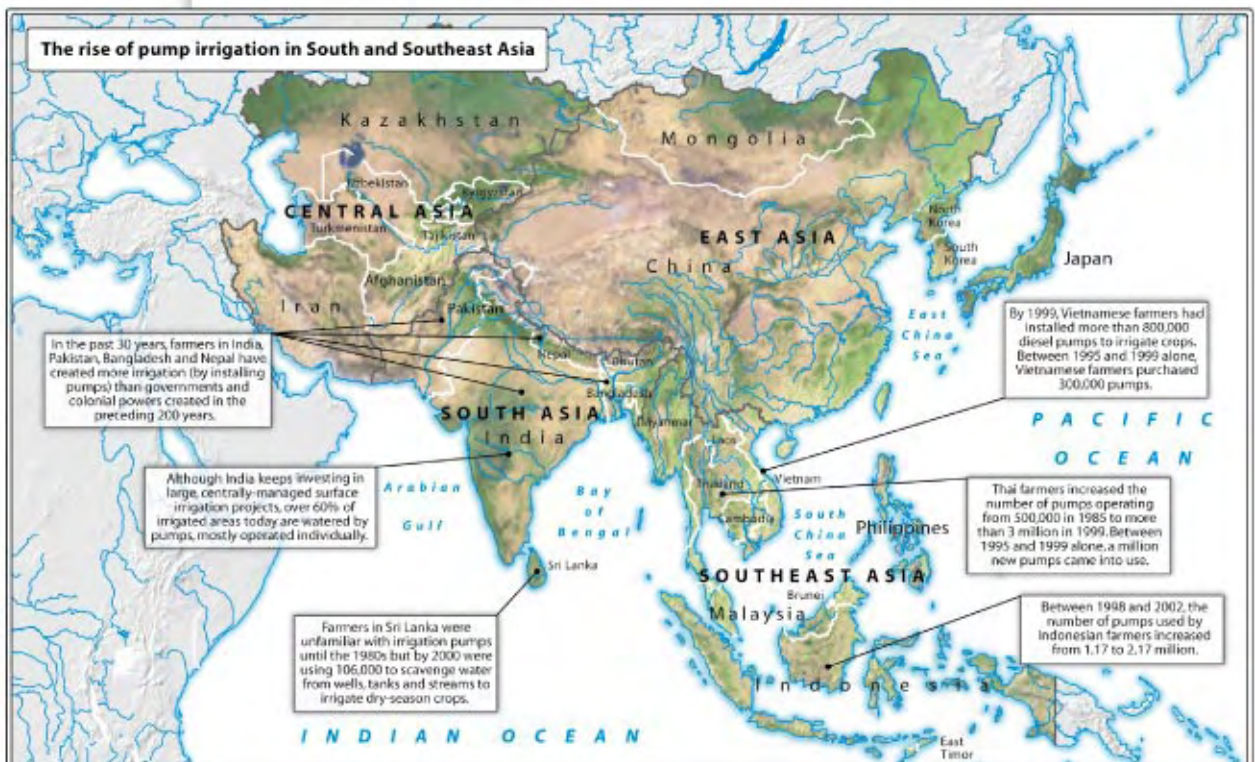 The rise of pump irrigation in South and Southeast Asia
Kazakhstan
Mongolia
Uzbekistan
Kyrgyzstan
CENTRAL ASIA
Turkmenistan
Tajikistan
North
Korea
South
Korea
EAST ASIA
China
Japan
Afghanistan
Iran
Pakistan
East
China
Sea
In the past 30 years, farmers in India,
Pakistan, Bangladesh and Nepal have
created more irrigation (by installing
pumps) than governments and
colonial powers created in the
preceding 200 years.
Nepal
Bhutan
Bangladesh
By 1999, Vietnamese farmers had
installed more than 800,000
diesel pumps to irrigate crops.
Between 1995 and 1999 alone,
Vietnamese farmers purchased
300,000 pumps.
SOUTH ASIA
India
Myanmar
Laos
PACIFIC
OCEAN
Although India keeps investing in
large, centrally-managed surface
irrigation projects, over 60% of
irrigated areas today are watered by
pumps, mostly operated individually.
Arabian
Gulf
Bay
of
Bengal
Thailand
Vietnam
Cambodia
South
China
Sea
Philippines
Thai farmers increased the
number of pumps operating
from 500,000 in 1985 to more
than 3 million in 1999. Between
1995 and 1999 alone, a million
new pumps came into use.
Sri Lanka
SOUTHEAST ASIA
Brunei
Malaysia
Farmers in Sri Lanka were
unfamiliar with irrigation pumps
until the 1980s but by 2000 were
using 106,000 to scavenge water
from wells, tanks and streams to
irrigate dry-season crops.
Between 1998 and 2002, the
number of pumps used by
Indonesian farmers increased
from 1.17 to 2.17 million.
Indonesia
INDIAN OCEAN
East
Timor